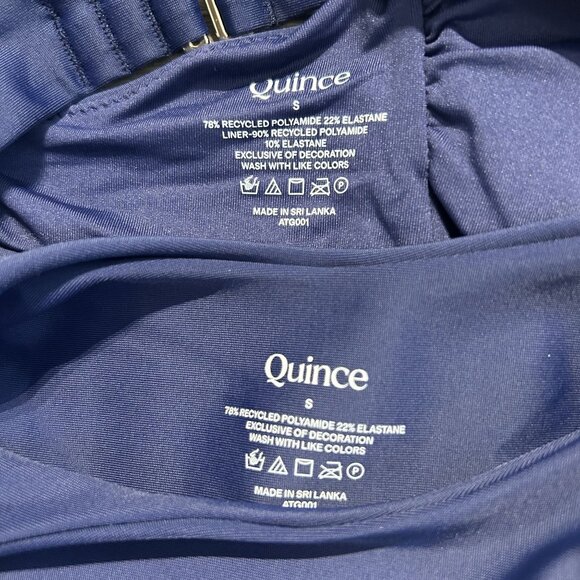 Quince
S
78% RECYCLED POLYAMIDE 22% ELASTANE
LINER-90% RECYCLED POLYAMIDE
10% ELASTANE
EXCLUSIVE OF DECORATION
WASH WITH LIKE COLORS
P
MADE IN SRI LANKA
ATG001
Quince
S
78% RECYCLED POLYAMIDE 22% ELASTANE
EXCLUSIVE OF DECORATION
WASH WITH LIKE COLORS
P
MADE IN SRI LANKA
ATG001